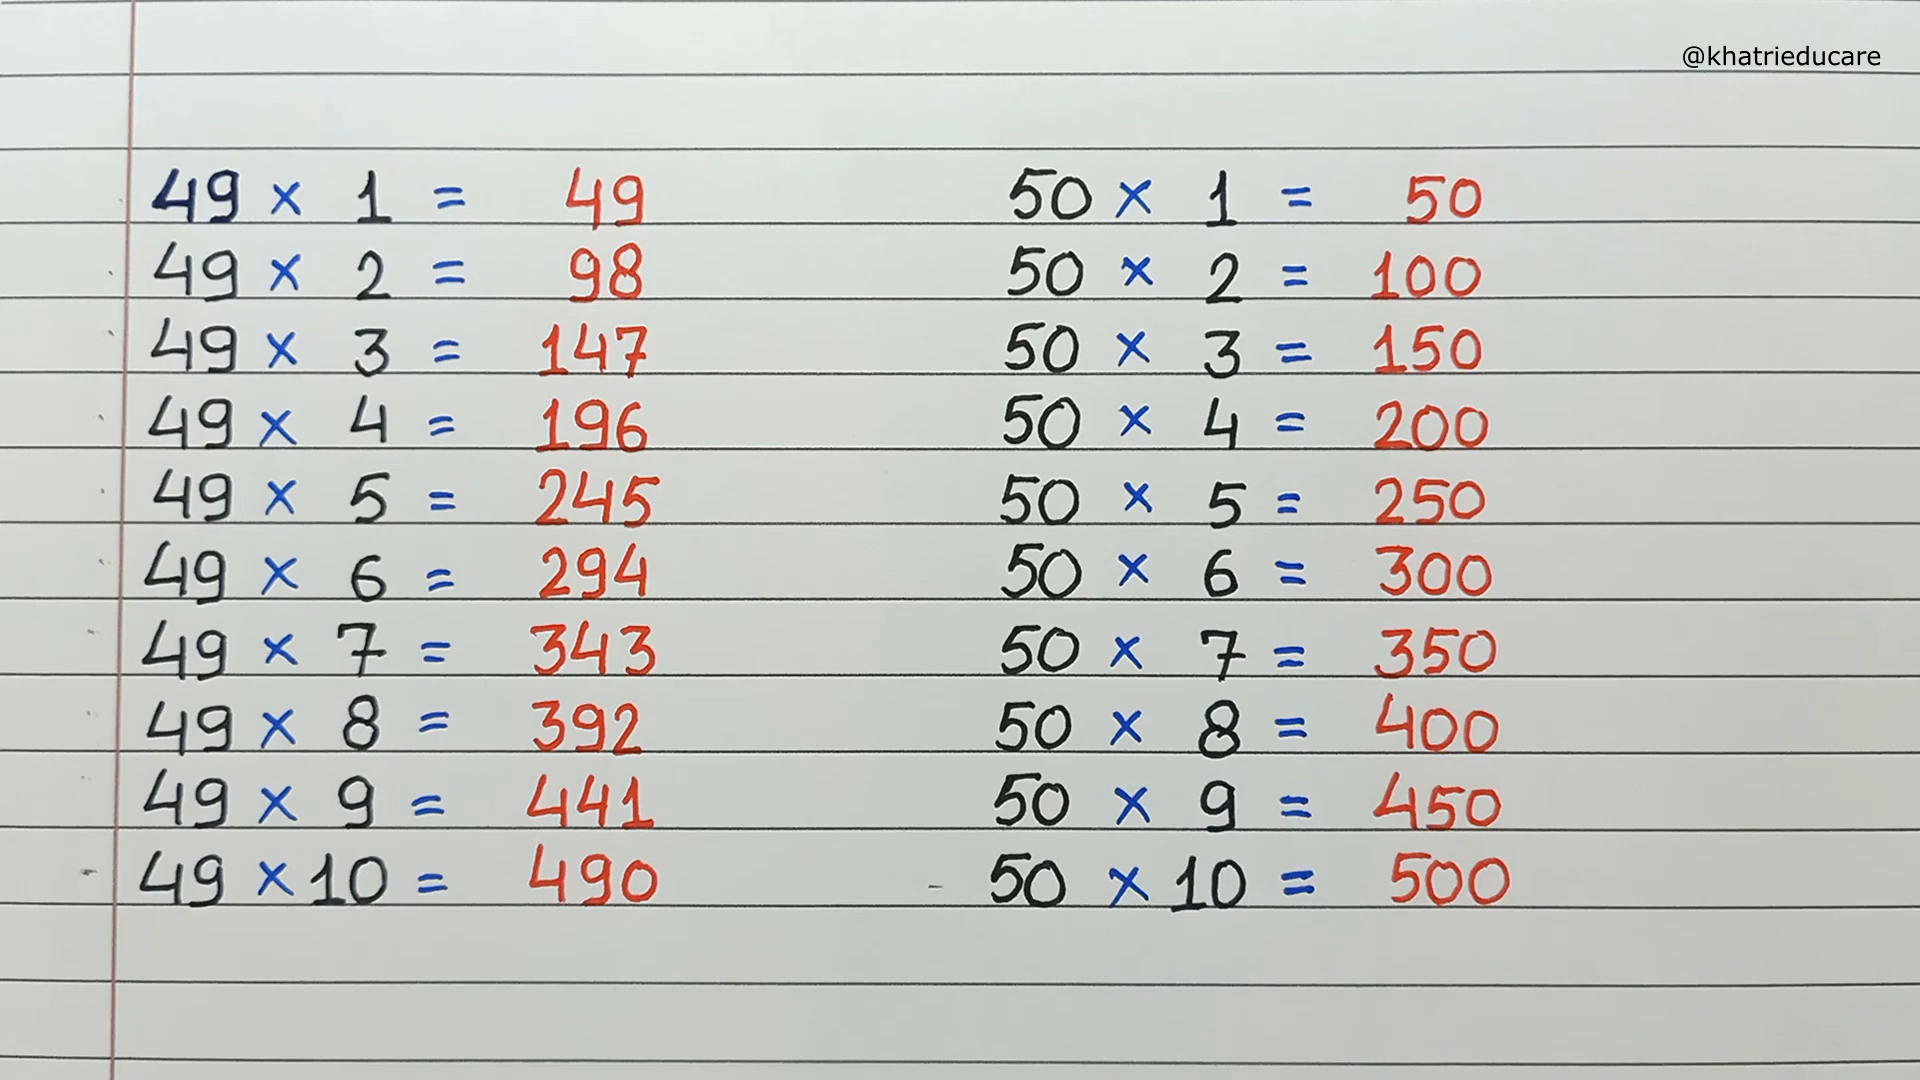 @khatrieducare
49 × 1 = 49
49 × 2 = 98
49 × 3 = 147
49 × 4 = 196
49 × 5 = 245
49 × 6 = 294
49 × 7 = 343
49 × 8 = 392
49 × 9 = 441
49 × 10 = 490
50 × 1 = 50
50 × 2 = 100
50 × 3 = 150
50 × 4 = 200
50 × 5 = 250
50 × 6 = 300
50 × 7 = 350
50 × 8 = 400
50 × 9 = 450
50 × 10 = 500